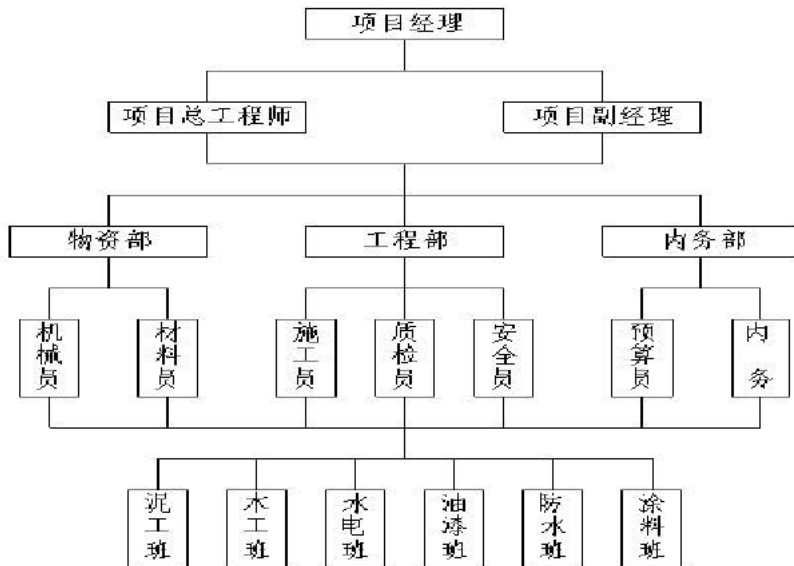 项目经理
项目总工程师
项目副经理
物资部
工程部
内务部
机械员
材料员
施工员
质检员
安全员
预算员
内务
泥工班
木工班
水电班
油漆班
防水班
涂料班